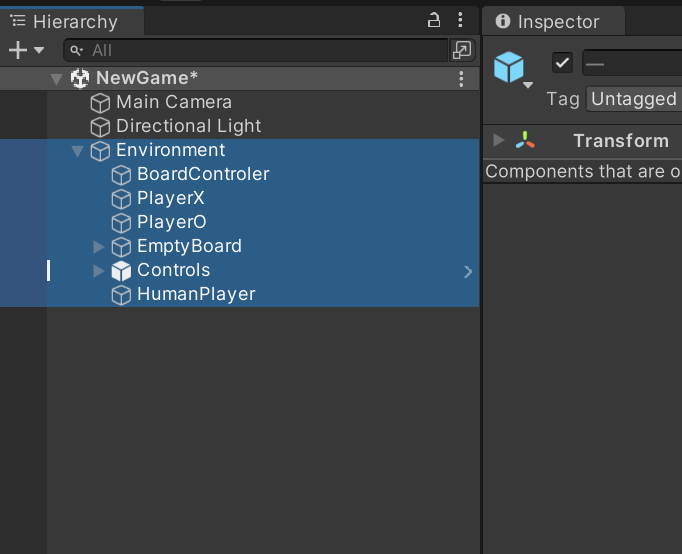 Hierarchy
All
NewGame*
Main Camera
Directional Light
Environment
BoardControler
PlayerX
PlayerO
EmptyBoard
Controls
HumanPlayer
Inspector
—
Tag Untagged
Transform
Components that are o